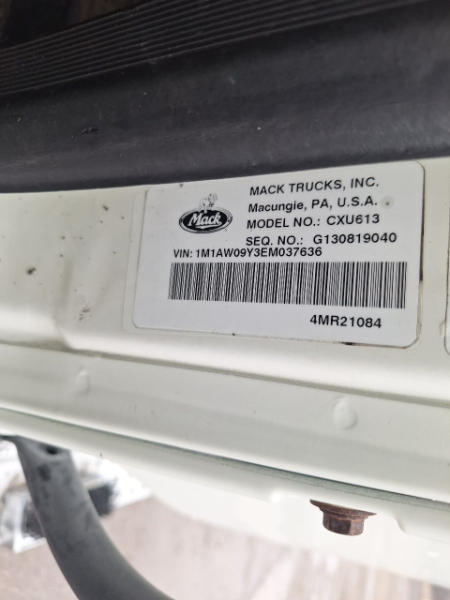 MACK TRUCKS, INC.
Macungie, PA, U.S.A.
Mack
MODEL NO.: CXU613
SEQ. NO.: G130819040
VIN: 1M1AW09Y3EM037636
4MR21084